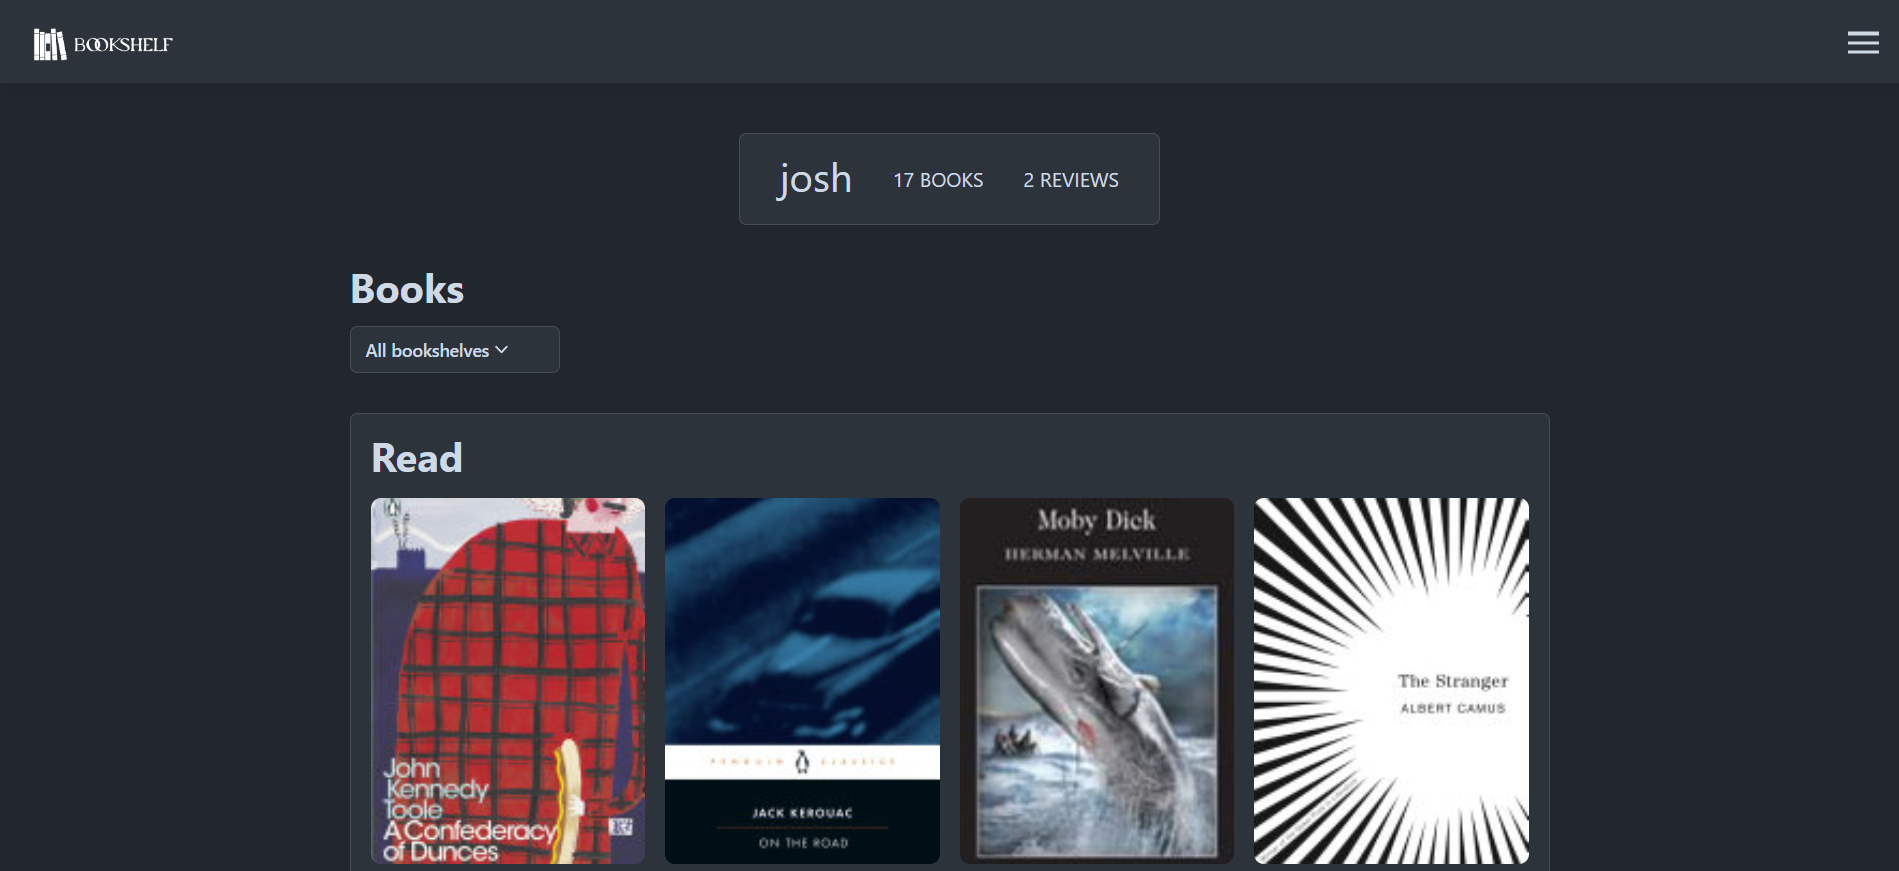 BOOKSHELF
josh
17 BOOKS
2 REVIEWS
Books
All bookshelves
Read
John
Kennedy
Toole
A Confederacy
of Dunces
PENGUIN CLASSICS
JACK KEROUAC
ON THE ROAD
Moby Dick
HERMAN MELVILLE
The Stranger
ALBERT CAMUS